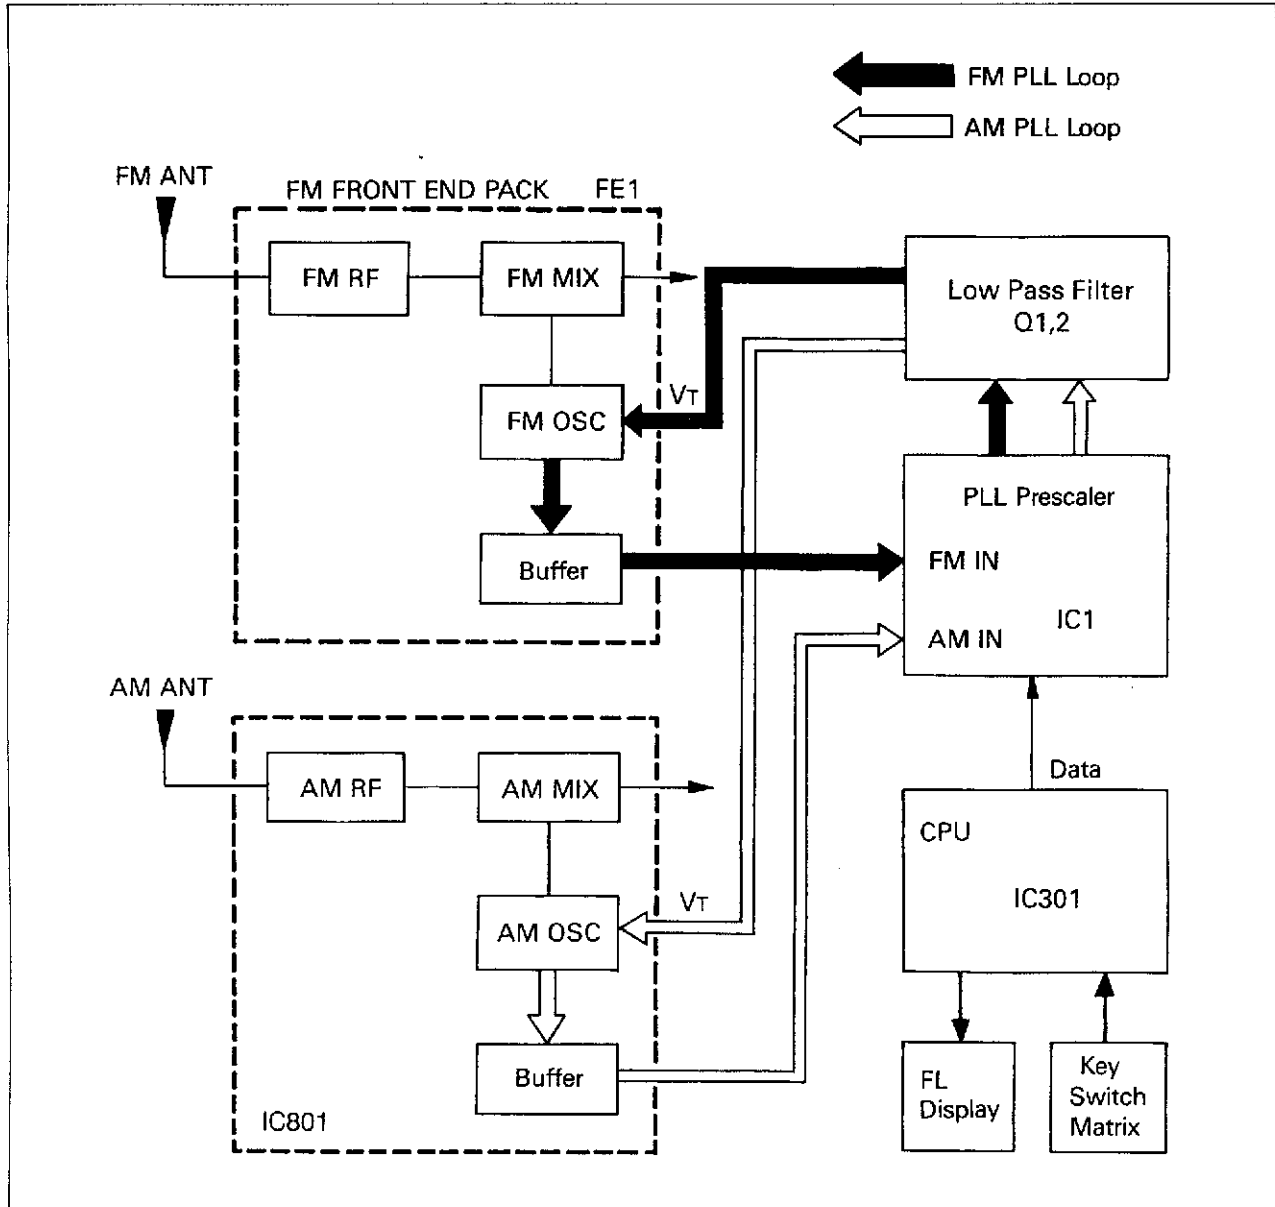 FM PLL Loop
AM PLL Loop
FM ANT
FM FRONT END PACK FE1
FM RF
FM MIX
Low Pass Filter
Q1,2
VT
FM OSC
PLL Prescaler
Buffer
FM IN
IC1
AM IN
AM ANT
AM RF
AM MIX
Data
CPU
IC301
VT
AM OSC
Buffer
IC801
FL
Display
Key
Switch
Matrix